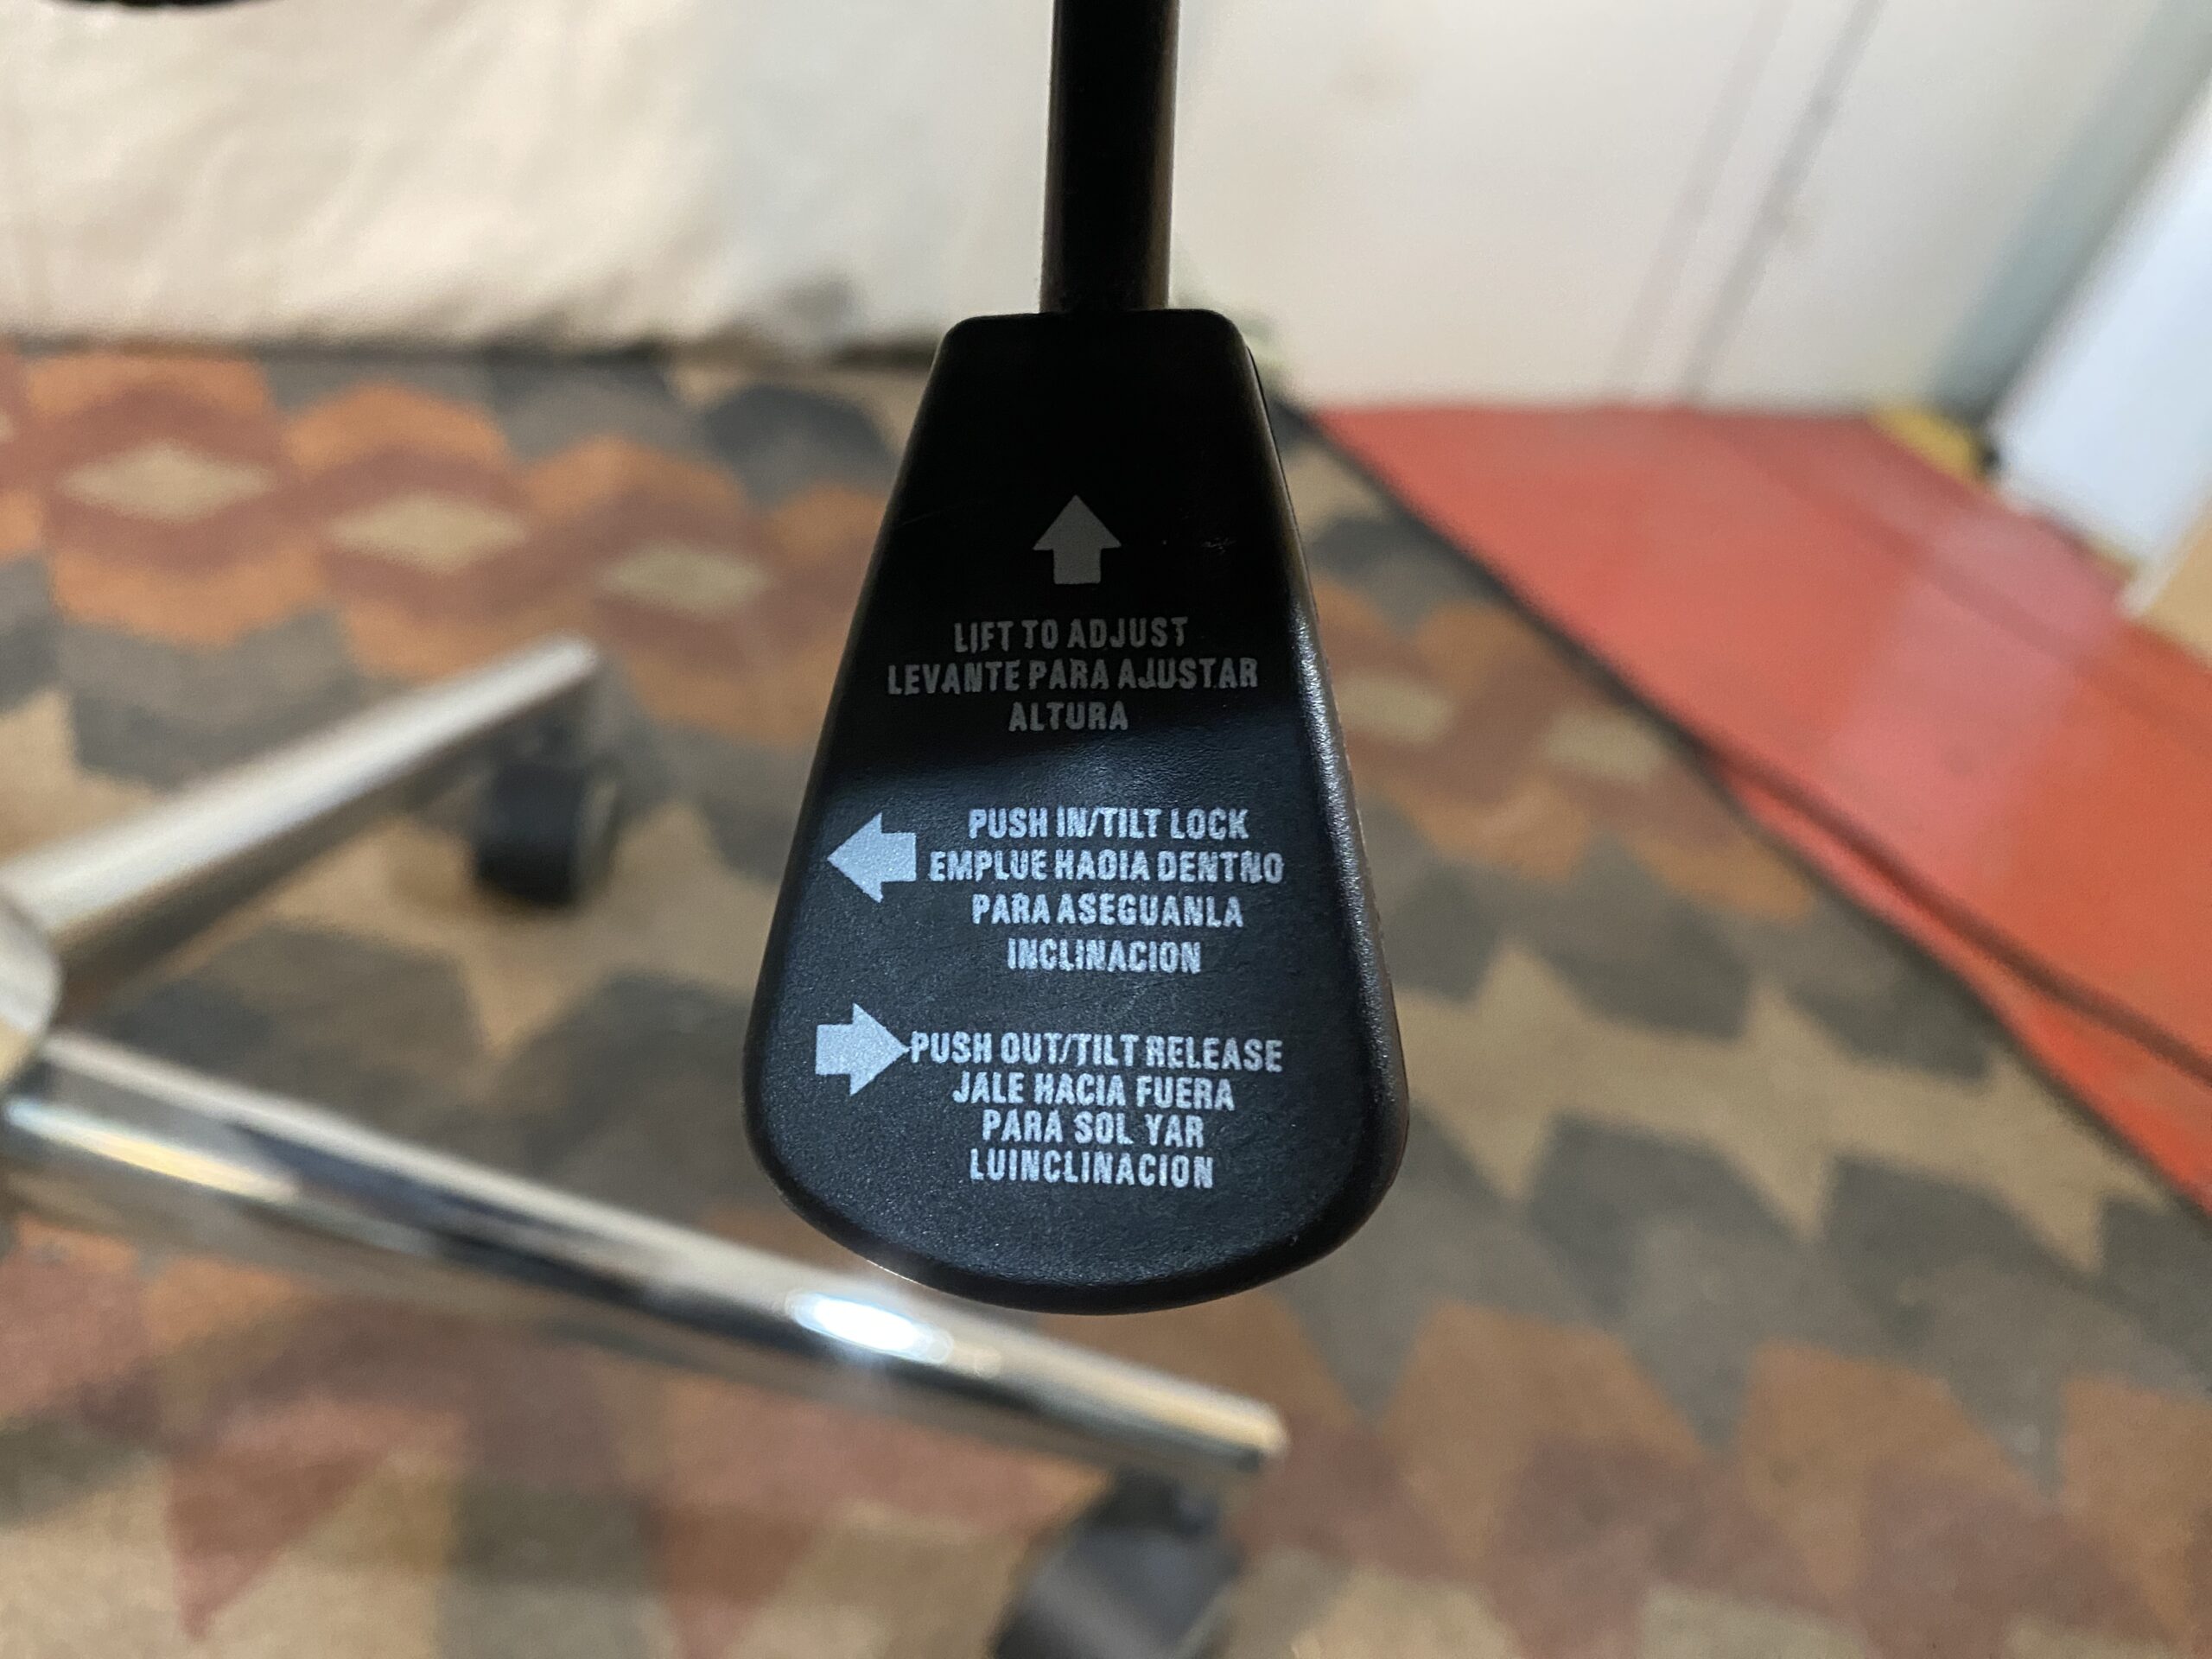 LIFT TO ADJUST
LEVANTE PARA AJUSTAR
ALTURA
PUSH IN/TILT LOCK
EMPLUE HADIA DENTNO
PARA ASEGUANLA
INCLINACION
PUSH OUT/TILT RELEASE
JALE HACIA FUERA
PARA SOL YAR
LUINCLINACION